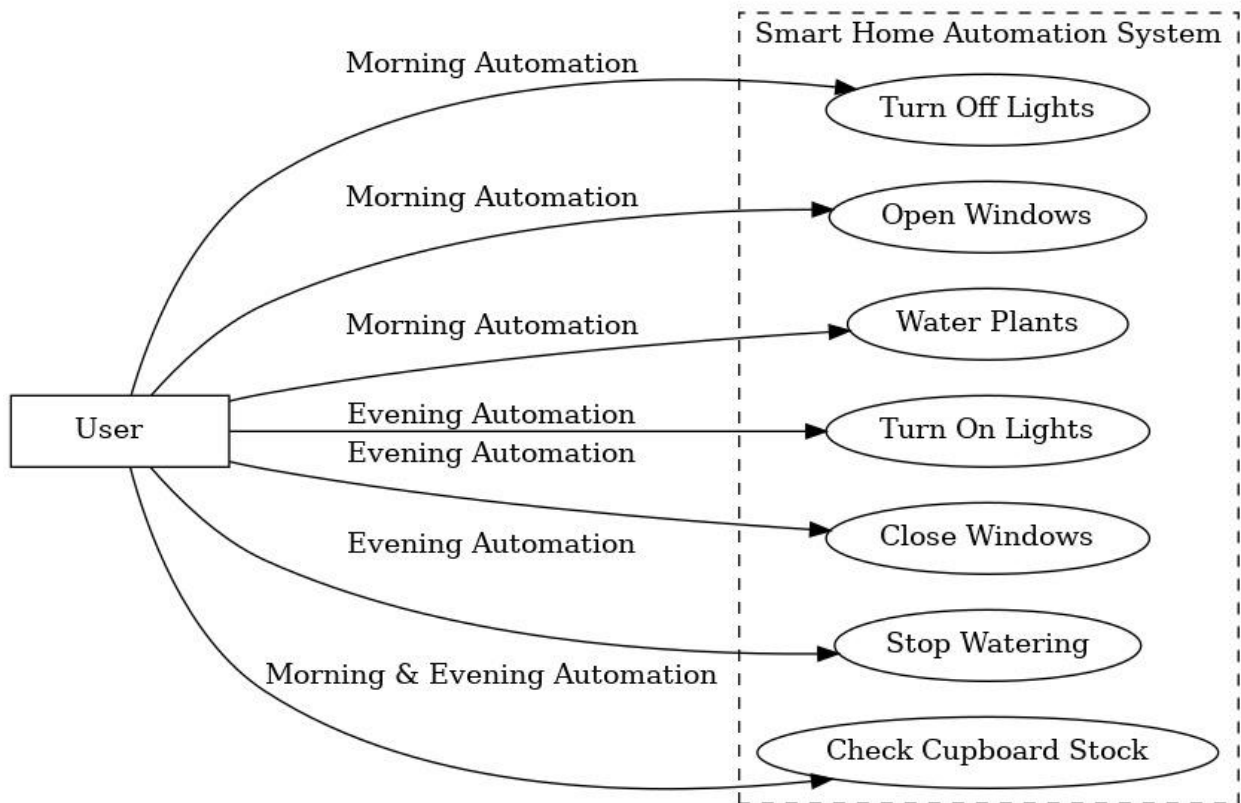 Smart Home Automation System
Morning Automation
Turn Off Lights
Morning Automation
Open Windows
Morning Automation
Water Plants
User
Evening Automation
Turn On Lights
Evening Automation
Close Windows
Evening Automation
Stop Watering
Morning & Evening Automation
Check Cupboard Stock